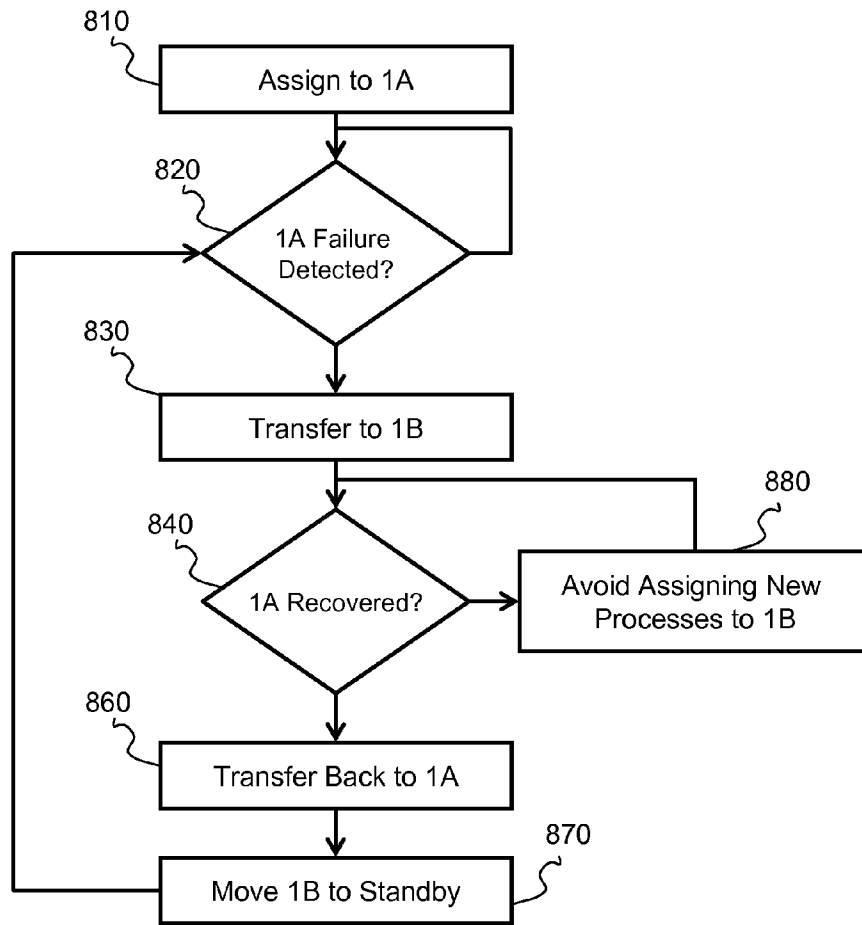 810
Assign to 1A
820
1A Failure
Detected?
830
Transfer to 1B
840
1A Recovered?
880
Avoid Assigning New
Processes to 1B
860
Transfer Back to 1A
870
Move 1B to Standby